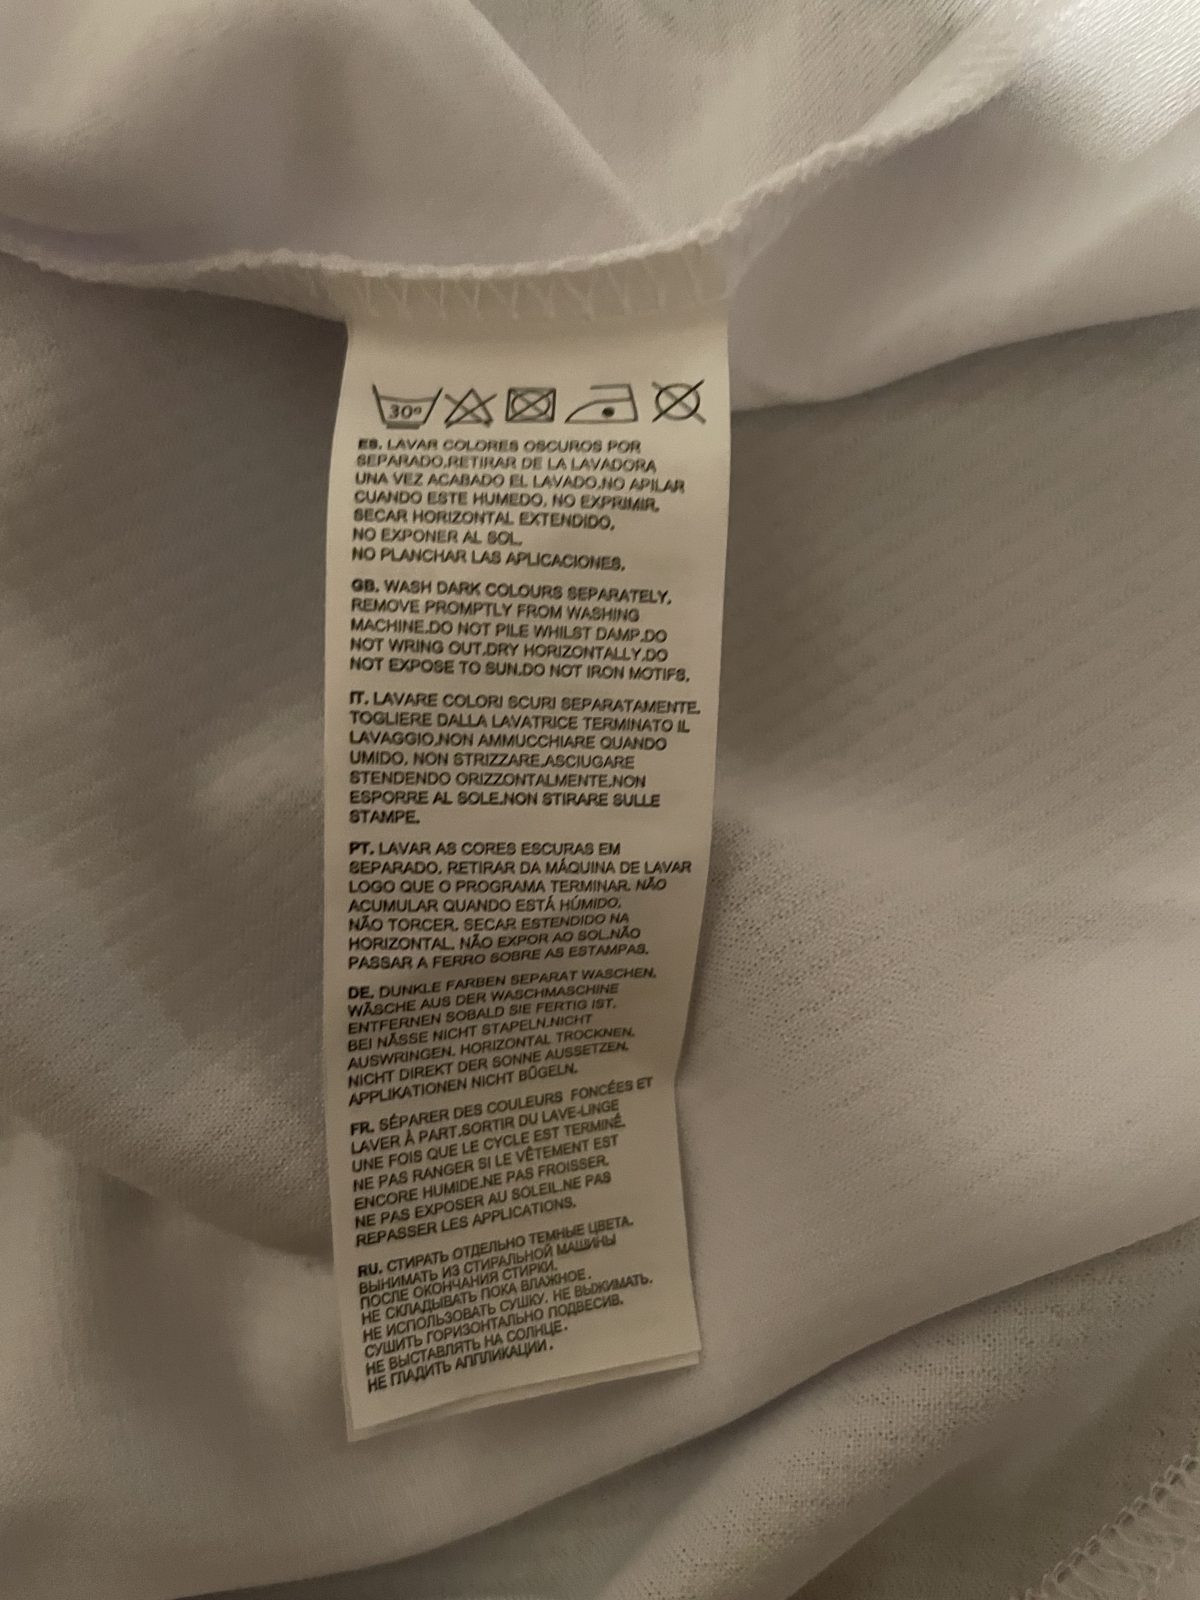 30°
ES. LAVAR COLORES OSCUROS POR
SEPARADO.RETIRAR DE LA LAVADORA
UNA VEZ ACABADO EL LAVADO.NO APILAR
CUANDO ESTE HUMEDO. NO EXPRIMIR.
SECAR HORIZONTAL EXTENDIDO.
NO EXPONER AL SOL.
NO PLANCHAR LAS APLICACIONES.
GB. WASH DARK COLOURS SEPARATELY.
REMOVE PROMPTLY FROM WASHING
MACHINE.DO NOT PILE WHILST DAMP.DO
NOT WRING OUT.DRY HORIZONTALLY.DO
NOT EXPOSE TO SUN.DO NOT IRON MOTIFS.
IT. LAVARE COLORI SCURI SEPARATAMENTE.
TOGLIERE DALLA LAVATRICE TERMINATO IL
LAVAGGIO.NON AMMUCCHIARE QUANDO
UMIDO. NON STRIZZARE.ASCIUGARE
STENDENDO ORIZZONTALMENTE.NON
ESPORRE AL SOLE.NON STIRARE SULLE
STAMPE.
PT. LAVAR AS CORES ESCURAS EM
SEPARADO. RETIRAR DA MÁQUINA DE LAVAR
LOGO QUE O PROGRAMA TERMINAR. NÃO
ACUMULAR QUANDO ESTÁ HÚMIDO.
NÃO TORCER. SECAR ESTENDIDO NA
HORIZONTAL. NÃO EXPOR AO SOL.NÃO
PASSAR A FERRO SOBRE AS ESTAMPAS.
DE. DUNKLE FARBEN SEPARAT WASCHEN.
WÄSCHE AUS DER WASCHMASCHINE
ENTFERNEN SOBALD SIE FERTIG IST.
BEI NÄSSE NICHT STAPELN.NICHT
AUSWRINGEN. HORIZONTAL TROCKNEN.
NICHT DIREKT DER SONNE AUSSETZEN.
APPLIKATIONEN NICHT BÜGELN.
FR. SÉPARER DES COULEURS FONCÉES ET
LAVER À PART.SORTIR DU LAVE-LINGE
UNE FOIS QUE LE CYCLE EST TERMINÉ.
NE PAS RANGER SI LE VÊTEMENT EST
ENCORE HUMIDE.NE PAS FROISSER.
NE PAS EXPOSER AU SOLEIL.NE PAS
REPASSER LES APPLICATIONS.
RU. СТИРАТЬ ОТДЕЛЬНО ТЕМНЫЕ ЦВЕТА.
ВЫНИМАТЬ ИЗ СТИРАЛЬНОЙ МАШИНЫ
ПОСЛЕ ОКОНЧАНИЯ СТИРКИ.
НЕ СКЛАДЫВАТЬ ПОКА ВЛАЖНОЕ.
НЕ ИСПОЛЬЗОВАТЬ СУШКУ. НЕ ВЫЖИМАТЬ.
СУШИТЬ ГОРИЗОНТАЛЬНО ПОДВЕСИВ.
НЕ ВЫСТАВЛЯТЬ НА СОЛНЦЕ.
НЕ ГЛАДИТЬ АППЛИКАЦИИ.